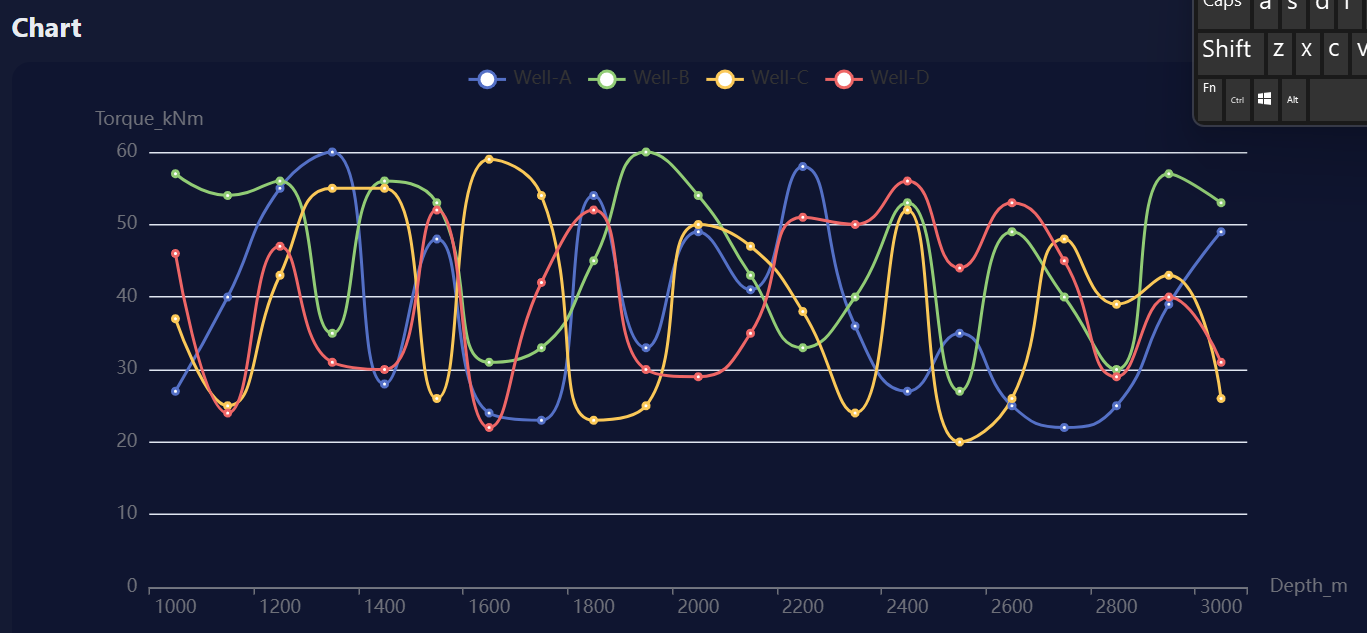 Chart
Caps a s d f
Shift z x c v
Fn Ctrl Alt
Well-A Well-B Well-C Well-D
Torque_kNm
60
50
40
30
20
10
0
1000 1200 1400 1600 1800 2000 2200 2400 2600 2800 3000
Depth_m